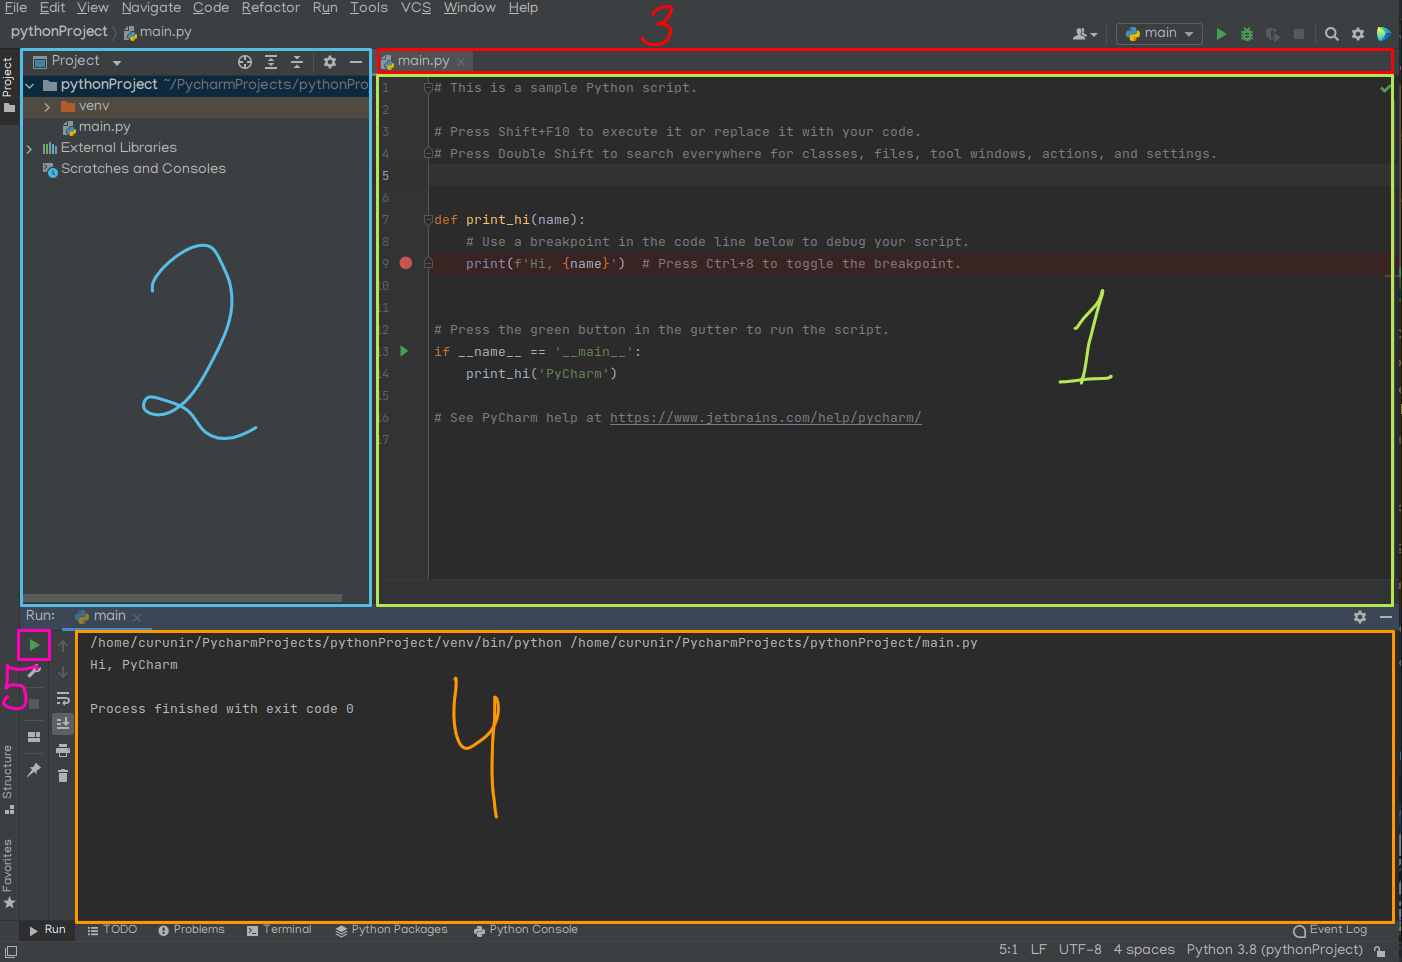 File Edit View Navigate Code Refactor Run Tools VCS Window Help
pythonProject main.py
3
main
Project
Project
main.py
pythonProject ~/PycharmProjects/pythonPro
venv
main.py
External Libraries
Scratches and Consoles
2
1 # This is a sample Python script.
2
3 # Press Shift+F10 to execute it or replace it with your code.
4 # Press Double Shift to search everywhere for classes, files, tool windows, actions, and settings.
5
6
7 def print_hi(name):
8 # Use a breakpoint in the code line below to debug your script.
9 print(f'Hi, {name}') # Press Ctrl+8 to toggle the breakpoint.
10
11
12 # Press the green button in the gutter to run the script.
13 if __name__ == '__main__':
14 print_hi('PyCharm')
15
16 # See PyCharm help at https://www.jetbrains.com/help/pycharm/
17
1
Run: main
/home/curunir/PycharmProjects/pythonProject/venv/bin/python /home/curunir/PycharmProjects/pythonProject/main.py
Hi, PyCharm
Process finished with exit code 0
4
5
Structure
Favorites
Run TODO Problems Terminal Python Packages Python Console Event Log
5:1 LF UTF-8 4 spaces Python 3.8 (pythonProject)